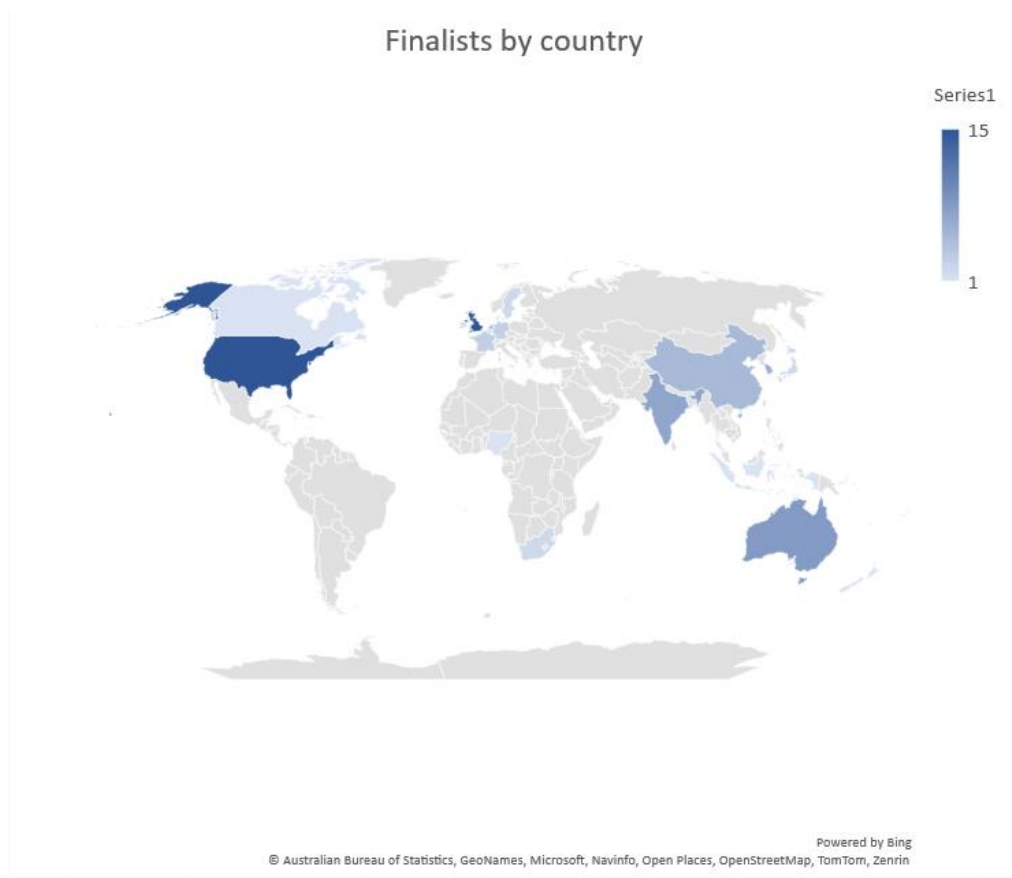 Finalists by country
Series1
15
1
Powered by Bing
© Australian Bureau of Statistics, GeoNames, Microsoft, Navinfo, Open Places, OpenStreetMap, TomTom, Zenrin